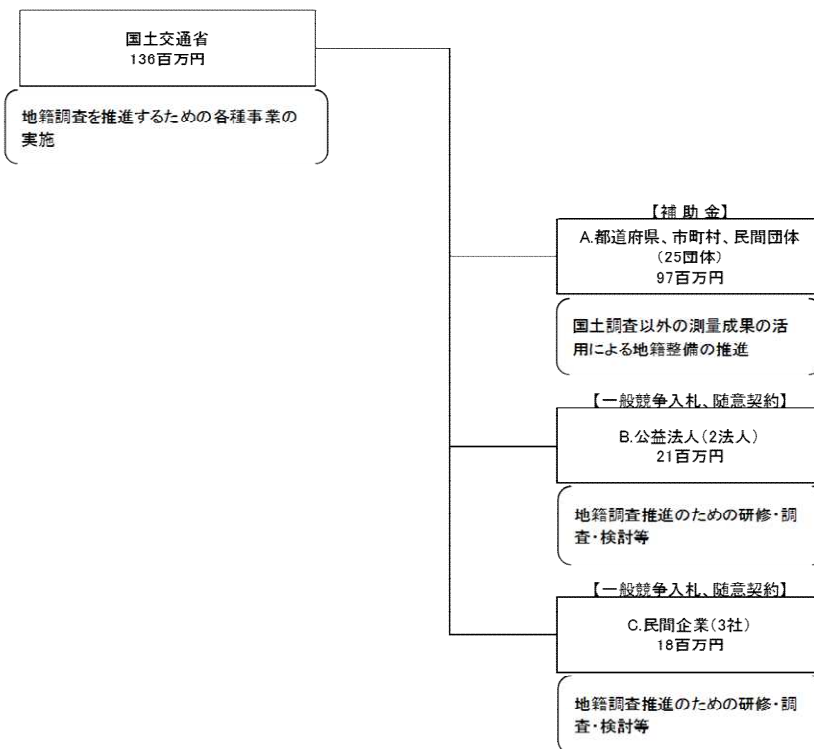 国土交通省
136百万円
地籍調査を推進するための各種事業の
実施
【補 助 金】
A.都道府県、市町村、民間団体
（25団体）
97百万円
国土調査以外の測量成果の活
用による地籍整備の推進
【一般競争入札、随意契約】
B.公益法人（2法人）
21百万円
地籍調査推進のための研修・調
査・検討等
【一般競争入札、随意契約】
C.民間企業（3社）
18百万円
地籍調査推進のための研修・調
査・検討等